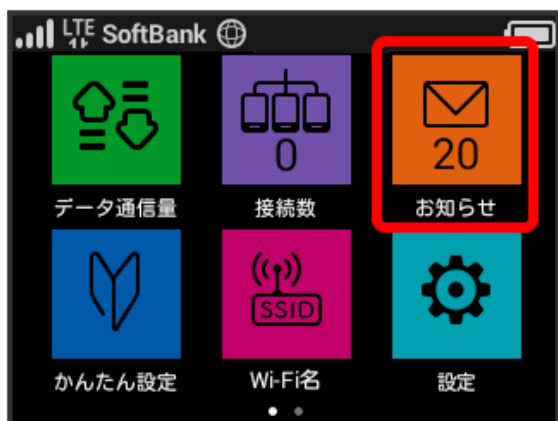 LTE SoftBank
0
20
データ通信量
接続数
お知らせ
SSID
かんたん設定
Wi-Fi名
設定